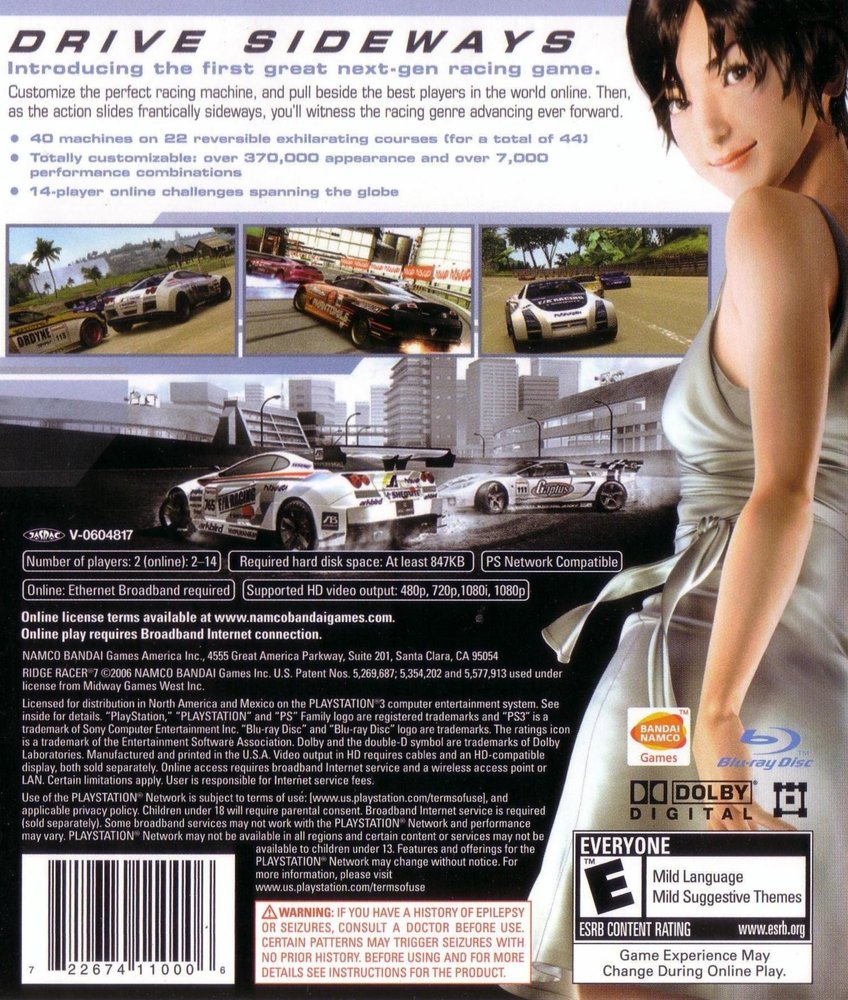 DRIVE SIDEWAYS
Introducing the first great next-gen racing game.
Customize the perfect racing machine, and pull beside the best players in the world online. Then,
as the action slides frantically sideways, you'll witness the racing genre advancing ever forward.
• 40 machines on 22 reversible exhilarating courses (for a total of 44)
• Totally customizable: over 370,000 appearance and over 7,000
performance combinations
• 14-player online challenges spanning the globe
ORDYNE
113
F/A RACING
F/A RACING
765
arkbird
AB
Gaplus
111
JASRAC V-0604817
Number of players: 2 (online): 2–14
Required hard disk space: At least 847KB
PS Network Compatible
Online: Ethernet Broadband required
Supported HD video output: 480p, 720p,1080i, 1080p
Online license terms available at www.namcobandaigames.com.
Online play requires Broadband Internet connection.
NAMCO BANDAI Games America Inc., 4555 Great America Parkway, Suite 201, Santa Clara, CA 95054
RIDGE RACER®7 ©2006 NAMCO BANDAI Games Inc. U.S. Patent Nos. 5,269,687; 5,354,202 and 5,577,913 used under
license from Midway Games West Inc.
Licensed for distribution in North America and Mexico on the PLAYSTATION®3 computer entertainment system. See
inside for details. "PlayStation," "PLAYSTATION" and "PS" Family logo are registered trademarks and "PS3" is a
trademark of Sony Computer Entertainment Inc. "Blu-ray Disc" and "Blu-ray Disc" logo are trademarks. The ratings icon
is a trademark of the Entertainment Software Association. Dolby and the double-D symbol are trademarks of Dolby
Laboratories. Manufactured and printed in the U.S.A. Video output in HD requires cables and an HD-compatible
display, both sold separately. Online access requires broadband Internet service and a wireless access point or
LAN. Certain limitations apply. User is responsible for Internet service fees.
Use of the PLAYSTATION® Network is subject to terms of use: [www.us.playstation.com/termsofuse], and
applicable privacy policy. Children under 18 will require parental consent. Broadband Internet service is required
(sold separately). Some broadband services may not work with the PLAYSTATION® Network and performance
may vary. PLAYSTATION® Network may not be available in all regions and certain content or services may not be
available to children under 13. Features and offerings for the
PLAYSTATION® Network may change without notice. For
more information, please visit
www.us.playstation.com/termsofuse
⚠WARNING: IF YOU HAVE A HISTORY OF EPILEPSY
OR SEIZURES, CONSULT A DOCTOR BEFORE USE.
CERTAIN PATTERNS MAY TRIGGER SEIZURES WITH
NO PRIOR HISTORY. BEFORE USING AND FOR MORE
DETAILS SEE INSTRUCTIONS FOR THE PRODUCT.
7 22674 11000 6
BANDAI
NAMCO
Games
TM
Blu-ray Disc
DOLBY
DIGITAL
EVERYONE
TM
E
Mild Language
Mild Suggestive Themes
ESRB CONTENT RATING www.esrb.org
Game Experience May
Change During Online Play.